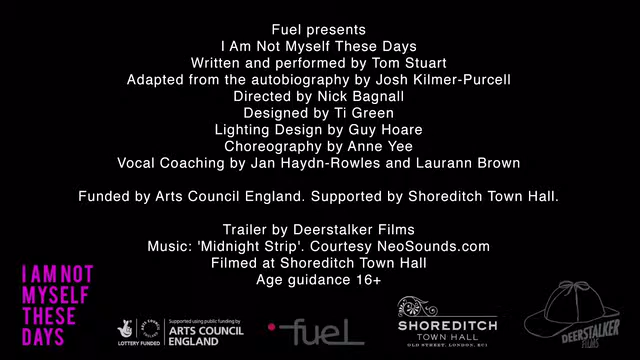 Fuel presents
I Am Not Myself These Days
Written and performed by Tom Stuart
Adapted from the autobiography by Josh Kilmer-Purcell
Directed by Nick Bagnall
Designed by Ti Green
Lighting Design by Guy Hoare
Choreography by Anne Yee
Vocal Coaching by Jan Haydn-Rowles and Laurann Brown
Funded by Arts Council England. Supported by Shoreditch Town Hall.
Trailer by Deerstalker Films
Music: 'Midnight Strip'. Courtesy NeoSounds.com
Filmed at Shoreditch Town Hall
Age guidance 16+
I AM NOT
MYSELF
THESE
DAYS
LOTTERY FUNDED
Supported using public funding by
ARTS COUNCIL
ENGLAND
fueL
SHOREDITCH
TOWN HALL
OLD STREET, LONDON, EC1
DEERSTALKER
FILMS